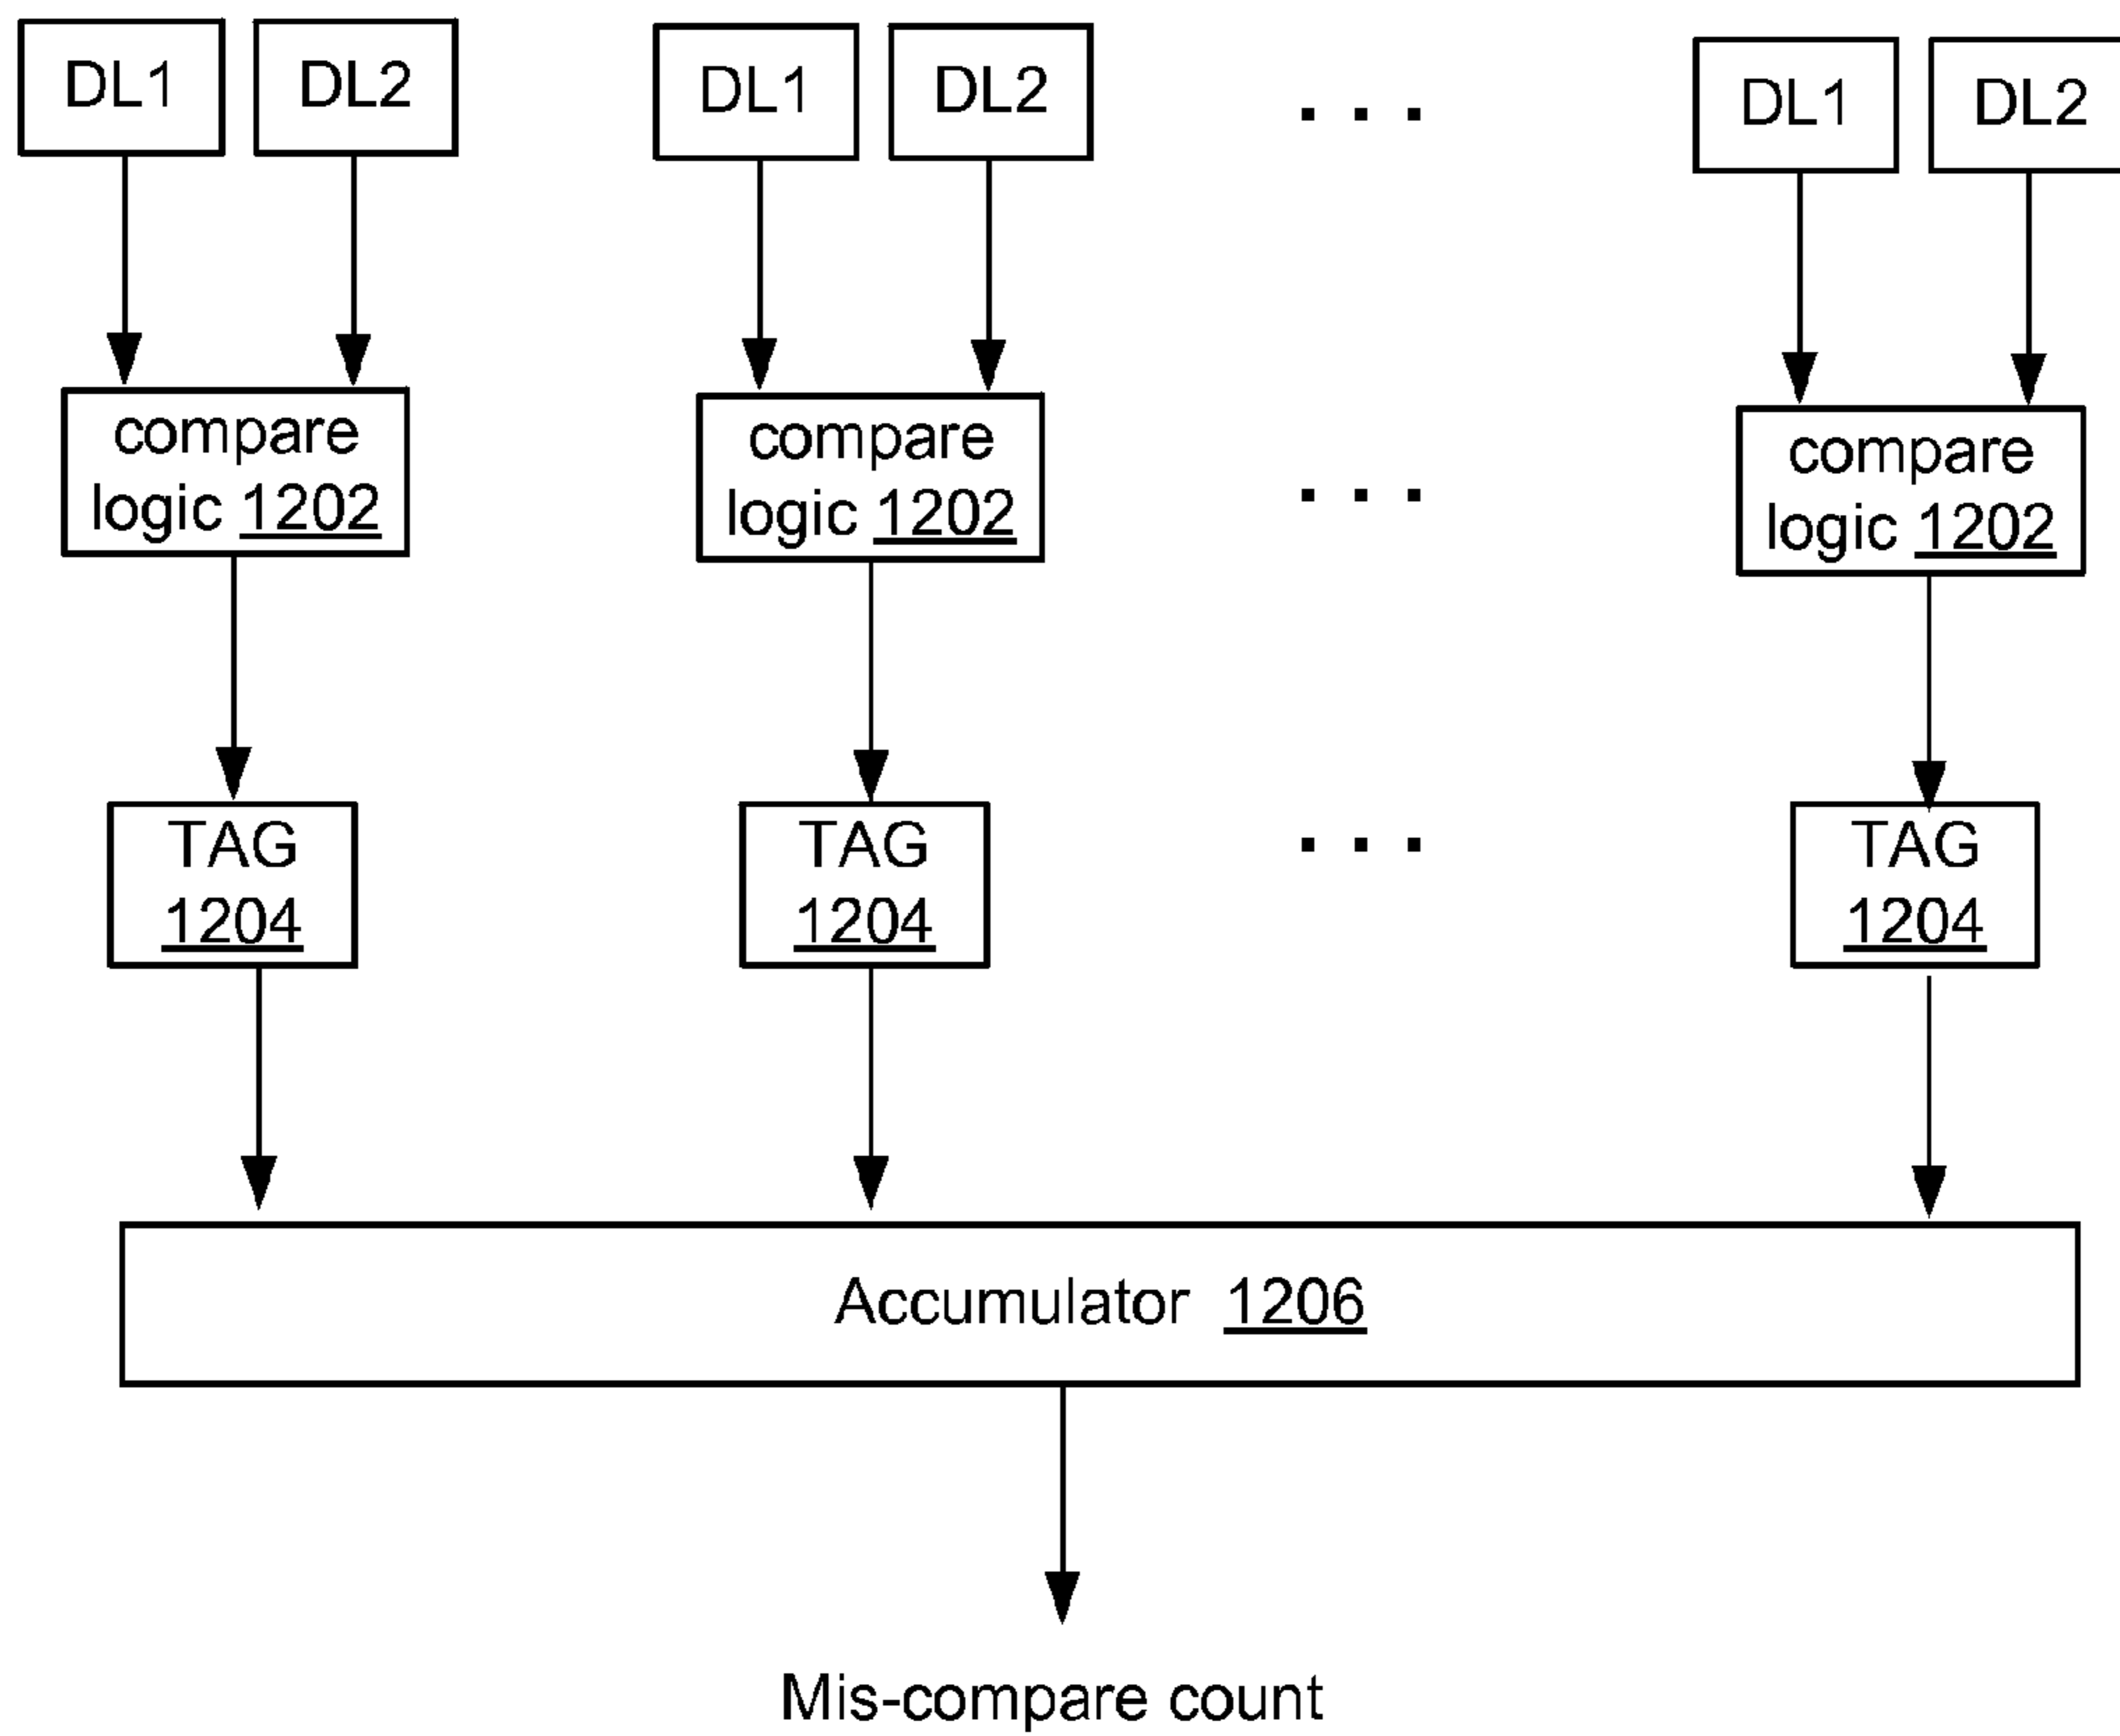 DL1 DL2 DL1 DL2 . . . DL1 DL2
compare
logic 1202
compare
logic 1202
. . .
compare
logic 1202
TAG
1204
TAG
1204
. . .
TAG
1204
Accumulator 1206
Mis-compare count